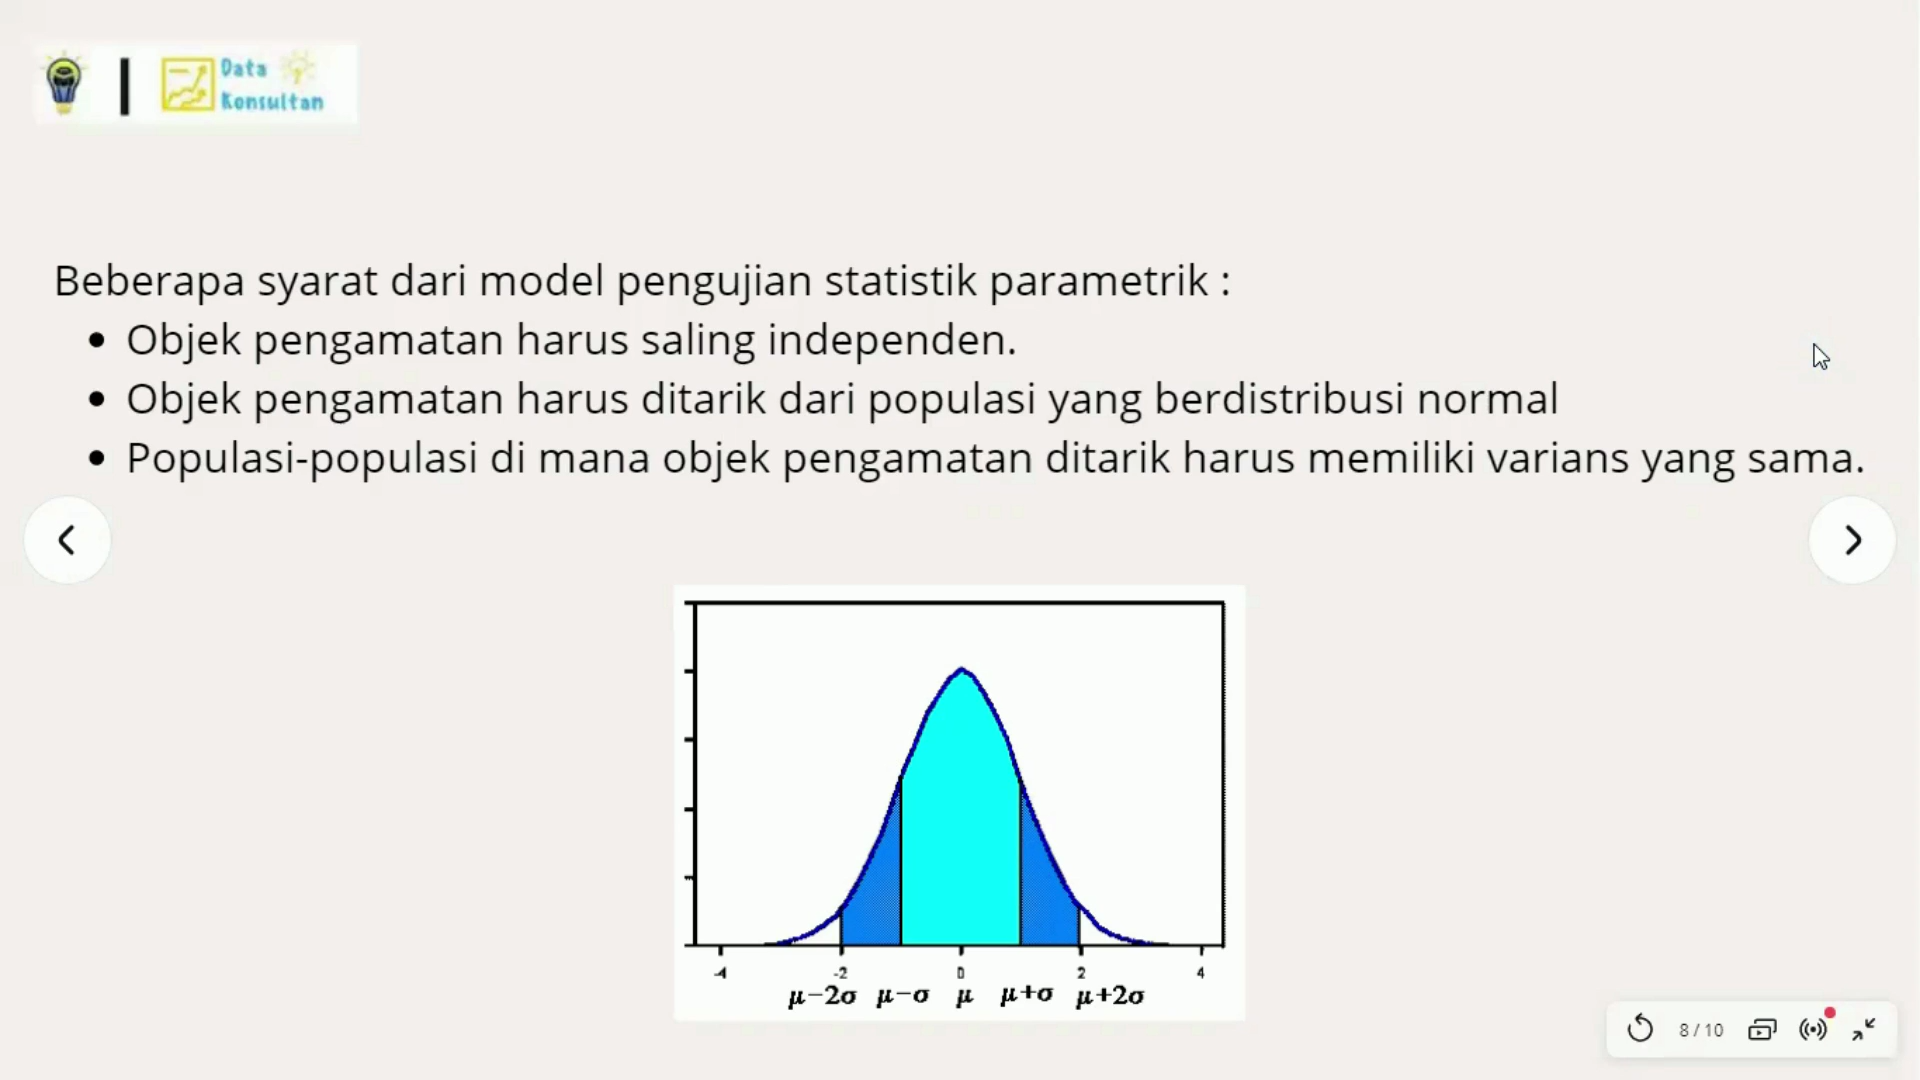 Data
Konsultan
Beberapa syarat dari model pengujian statistik parametrik :
• Objek pengamatan harus saling independen.
• Objek pengamatan harus ditarik dari populasi yang berdistribusi normal
• Populasi-populasi di mana objek pengamatan ditarik harus memiliki varians yang sama.
-4 -2 0 2 4
μ−2σ μ−σ μ μ+σ μ+2σ
8 / 10